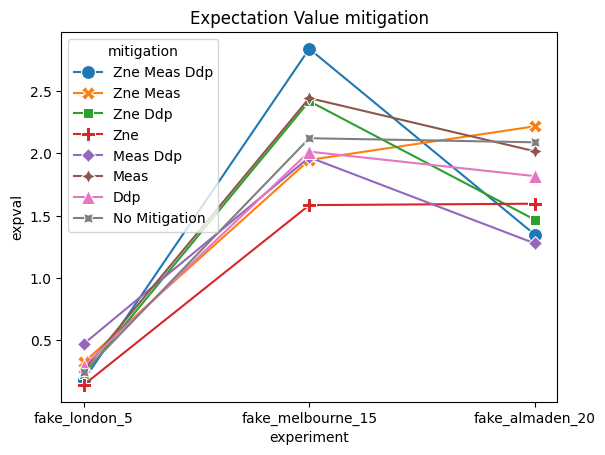 Expectation Value mitigation
mitigation
Zne Meas Ddp
Zne Meas
Zne Ddp
Zne
Meas Ddp
Meas
Ddp
No Mitigation
expval
2.5
2.0
1.5
1.0
0.5
fake_london_5
fake_melbourne_15
fake_almaden_20
experiment